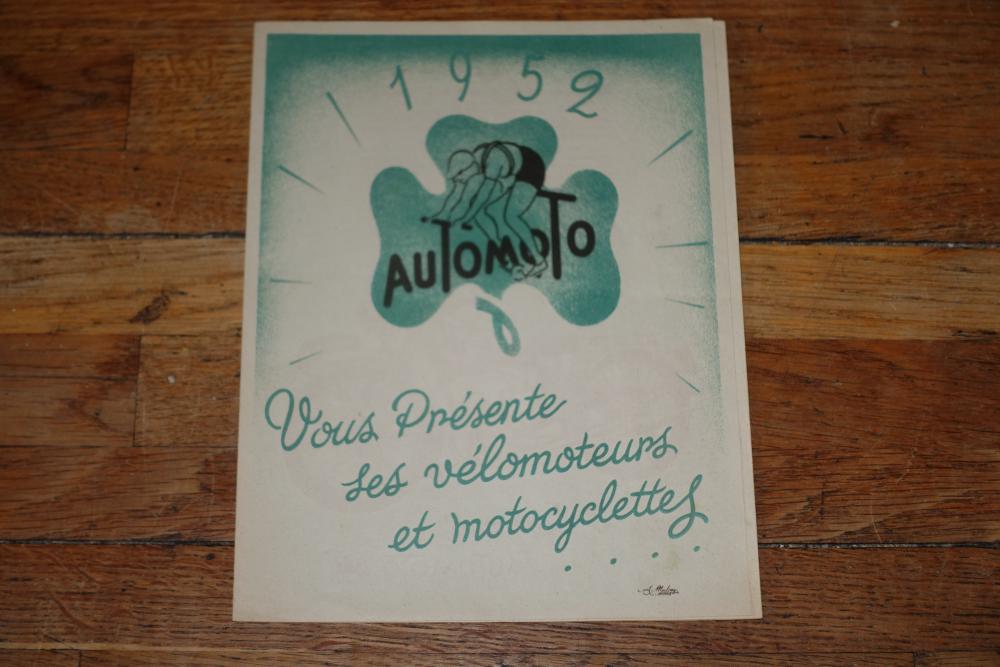 1952
AUTOMOTO
Vous Présente
ses vélomoteurs
et motocyclettes
. . . .